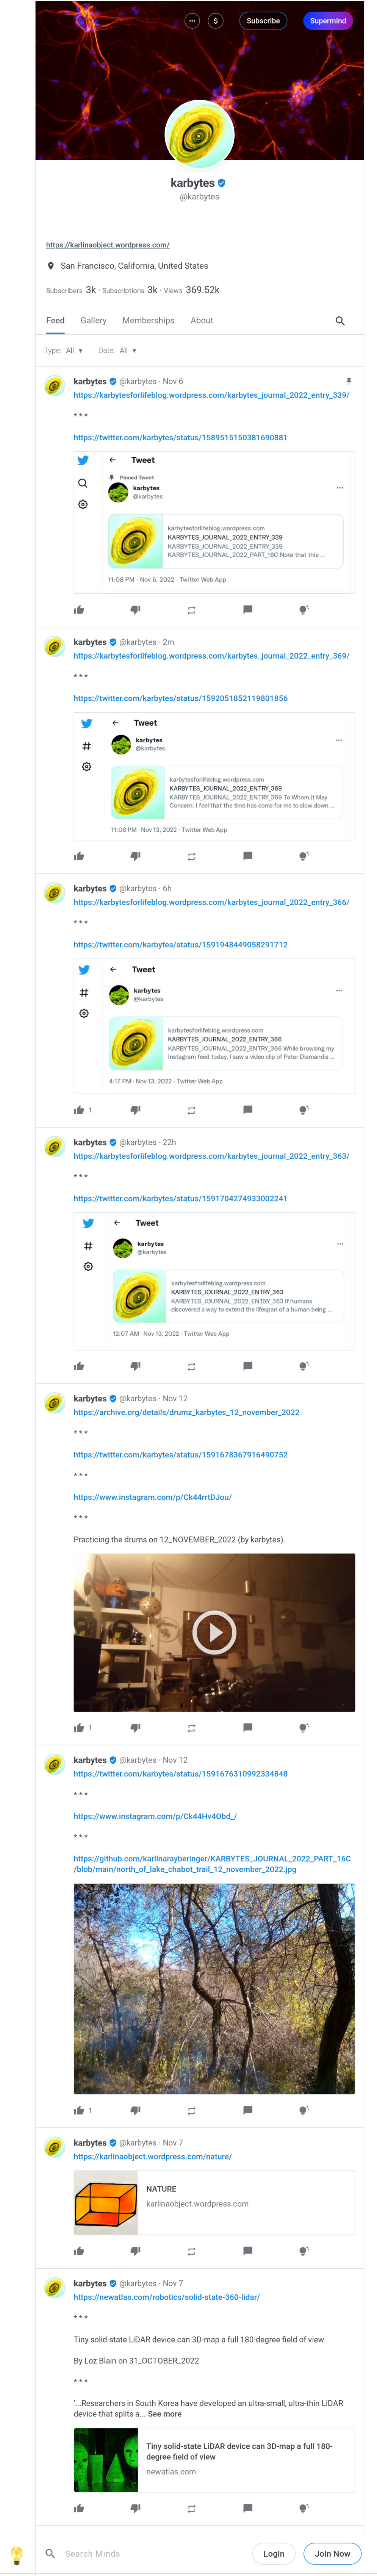 $ Subscribe Supermind
karbytes
@karbytes
https://karlinaobject.wordpress.com/
San Francisco, California, United States
Subscribers 3k · Subscriptions 3k · Views 369.52k
Feed Gallery Memberships About
Type: All ▾ Date: All ▾
karbytes @karbytes · Nov 6
https://karbytesforlifeblog.wordpress.com/karbytes_journal_2022_entry_339/
* * *
https://twitter.com/karbytes/status/1589515150381690881
← Tweet
Pinned Tweet
karbytes
@karbytes
karbytesforlifeblog.wordpress.com
KARBYTES_JOURNAL_2022_ENTRY_339
KARBYTES_JOURNAL_2022_ENTRY_339
KARBYTES_JOURNAL_2022_PART_16C Note that this ...
11:08 PM · Nov 6, 2022 · Twitter Web App
karbytes @karbytes · 2m
https://karbytesforlifeblog.wordpress.com/karbytes_journal_2022_entry_369/
* * *
https://twitter.com/karbytes/status/1592051852119801856
← Tweet
karbytes
@karbytes
karbytesforlifeblog.wordpress.com
KARBYTES_JOURNAL_2022_ENTRY_369
KARBYTES_JOURNAL_2022_ENTRY_369 To Whom It May
Concern: I feel that the time has come for me to slow down ...
11:08 PM · Nov 13, 2022 · Twitter Web App
karbytes @karbytes · 6h
https://karbytesforlifeblog.wordpress.com/karbytes_journal_2022_entry_366/
* * *
https://twitter.com/karbytes/status/1591948449058291712
← Tweet
karbytes
@karbytes
karbytesforlifeblog.wordpress.com
KARBYTES_JOURNAL_2022_ENTRY_366
KARBYTES_JOURNAL_2022_ENTRY_366 While browsing my
Instagram feed today, I saw a video clip of Peter Diamandis ...
4:17 PM · Nov 13, 2022 · Twitter Web App
1
karbytes @karbytes · 22h
https://karbytesforlifeblog.wordpress.com/karbytes_journal_2022_entry_363/
* * *
https://twitter.com/karbytes/status/1591704274933002241
← Tweet
karbytes
@karbytes
karbytesforlifeblog.wordpress.com
KARBYTES_JOURNAL_2022_ENTRY_363
KARBYTES_JOURNAL_2022_ENTRY_363 If humans
discovered a way to extend the lifespan of a human being ...
12:07 AM · Nov 13, 2022 · Twitter Web App
karbytes @karbytes · Nov 12
https://archive.org/details/drumz_karbytes_12_november_2022
* * *
https://twitter.com/karbytes/status/1591678367916490752
* * *
https://www.instagram.com/p/Ck44rrtDJou/
* * *
Practicing the drums on 12_NOVEMBER_2022 (by karbytes).
1
karbytes @karbytes · Nov 12
https://twitter.com/karbytes/status/1591676310992334848
* * *
https://www.instagram.com/p/Ck44Hv4Obd_/
* * *
https://github.com/karlinarayberinger/KARBYTES_JOURNAL_2022_PART_16C
/blob/main/north_of_lake_chabot_trail_12_november_2022.jpg
1
karbytes @karbytes · Nov 7
https://karlinaobject.wordpress.com/nature/
NATURE
karlinaobject.wordpress.com
karbytes @karbytes · Nov 7
https://newatlas.com/robotics/solid-state-360-lidar/
* * *
Tiny solid-state LiDAR device can 3D-map a full 180-degree field of view
By Loz Blain on 31_OCTOBER_2022
* * *
'...Researchers in South Korea have developed an ultra-small, ultra-thin LiDAR
device that splits a... See more
Tiny solid-state LiDAR device can 3D-map a full 180-
degree field of view
newatlas.com
Search Minds Login Join Now